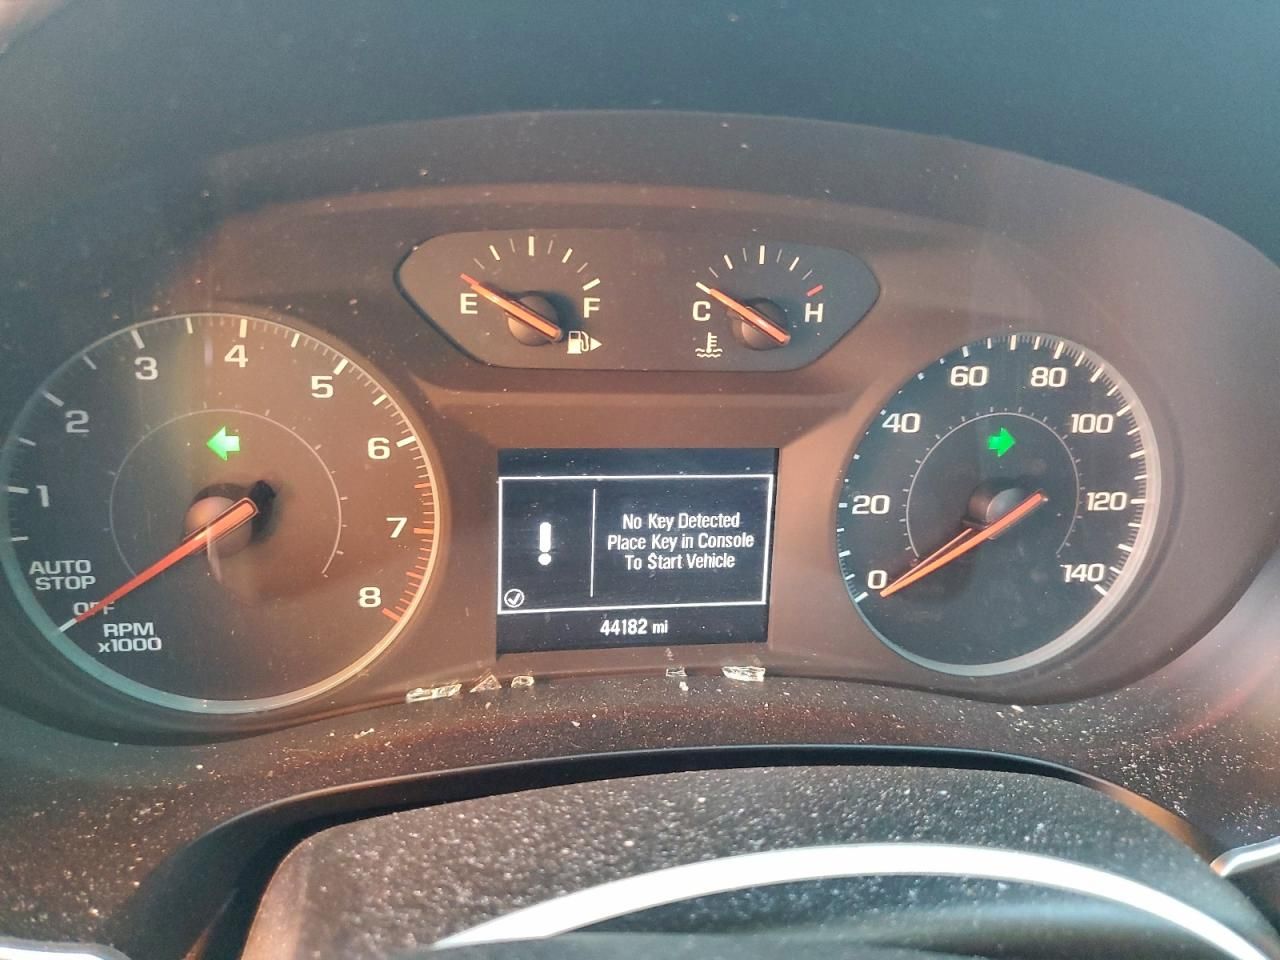 E F
C H
1 2 3 4 5 6 7 8
AUTO
STOP
OFF
RPM
x1000
0 20 40 60 80 100 120 140
No Key Detected
Place Key in Console
To Start Vehicle
44182 mi